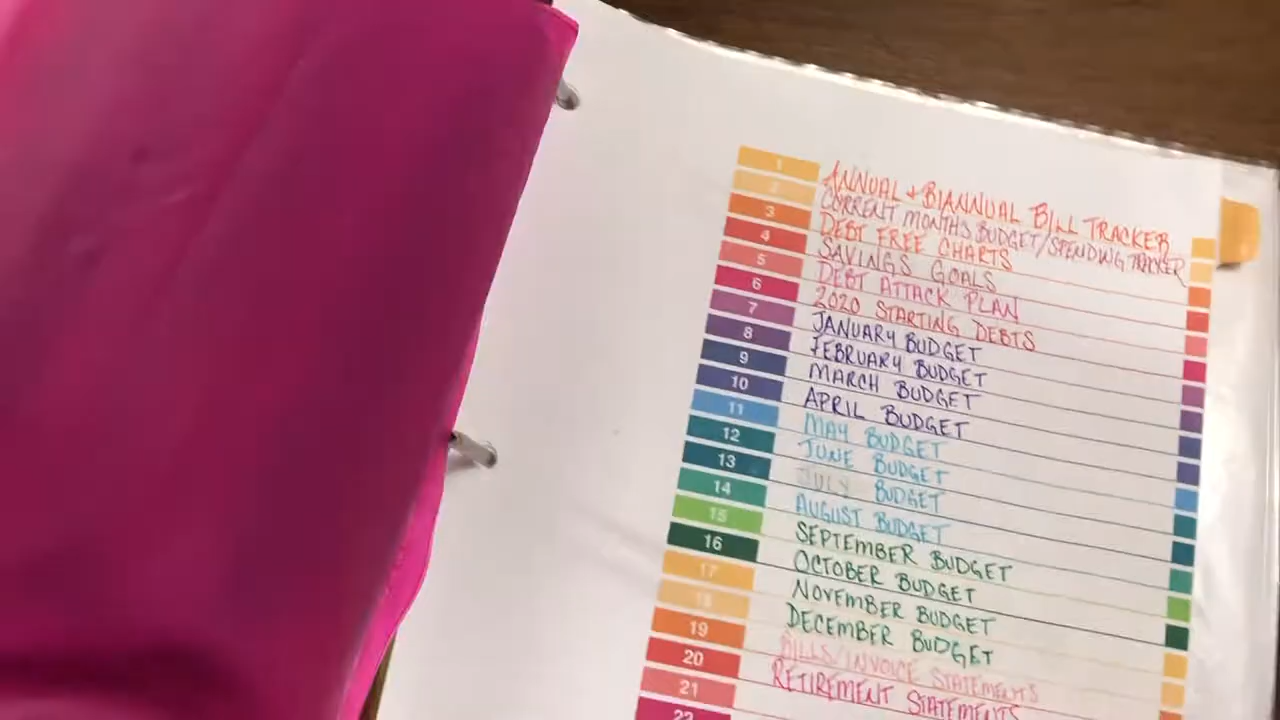 1 ANNUAL + BIANNUAL BILL TRACKER
2 CURRENT MONTHS BUDGET/SPENDING TRACKER
3 DEBT FREE CHARTS
4 SAVINGS GOALS
5 DEBT ATTACK PLAN
6 2020 STARTING DEBTS
7 JANUARY BUDGET
8 FEBRUARY BUDGET
9 MARCH BUDGET
10 APRIL BUDGET
11 MAY BUDGET
12 JUNE BUDGET
13 JULY BUDGET
14 AUGUST BUDGET
15 SEPTEMBER BUDGET
16 OCTOBER BUDGET
17 NOVEMBER BUDGET
18 DECEMBER BUDGET
19 BILLS/INVOICE STATEMENTS
20 RETIREMENT STATEMENTS
21
22